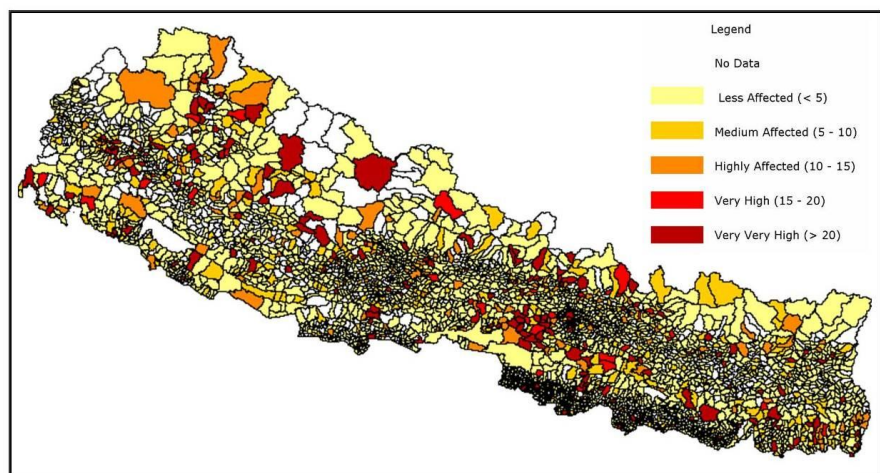 Legend
No Data
Less Affected (< 5)
Medium Affected (5 - 10)
Highly Affected (10 - 15)
Very High (15 - 20)
Very Very High (> 20)